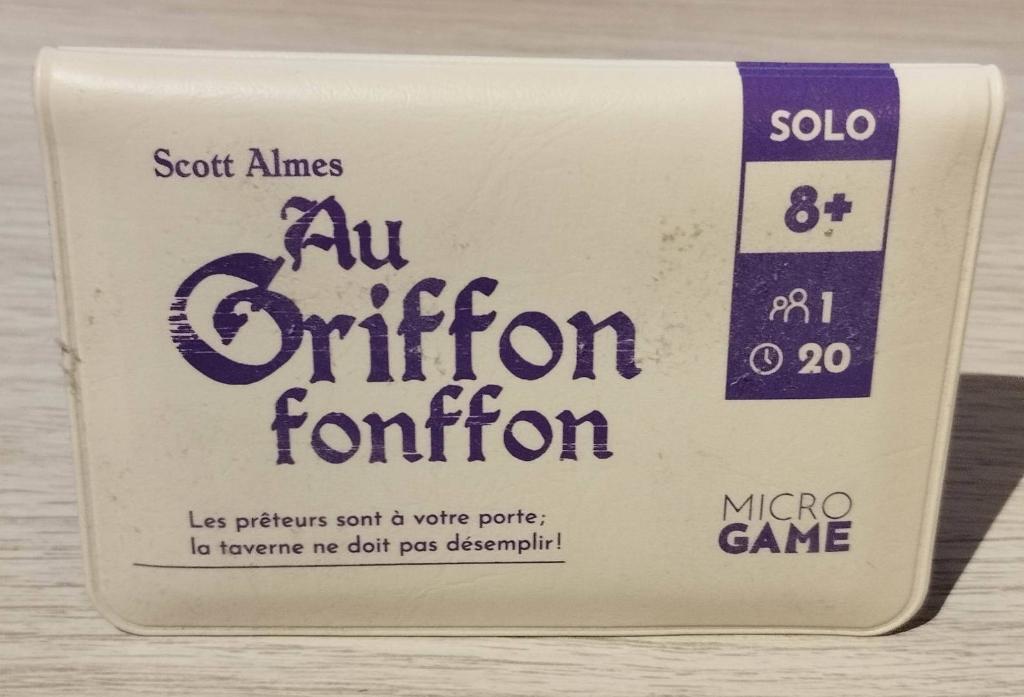 Scott Almes
Au
Griffon
fonffon
Les prêteurs sont à votre porte;
la taverne ne doit pas désemplir!
SOLO
8+
1
20
MICRO
GAME